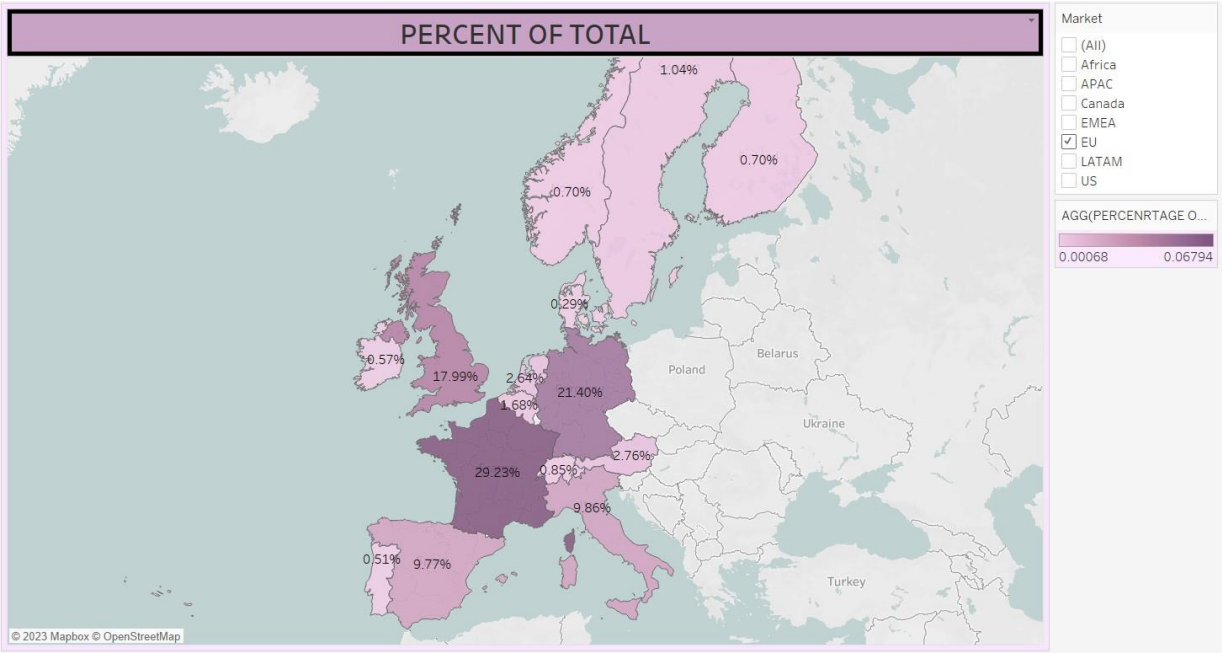 PERCENT OF TOTAL
1.04%
0.70%
0.70%
0.29%
0.57%
17.99%
2.64%
21.40%
1.68%
29.23%
0.85%
2.76%
9.86%
0.51%
9.77%
Poland
Belarus
Ukraine
Turkey
© 2023 Mapbox © OpenStreetMap
Market
(All)
Africa
APAC
Canada
EMEA
EU
LATAM
US
AGG(PERCENRTAGE O...
0.00068 0.06794